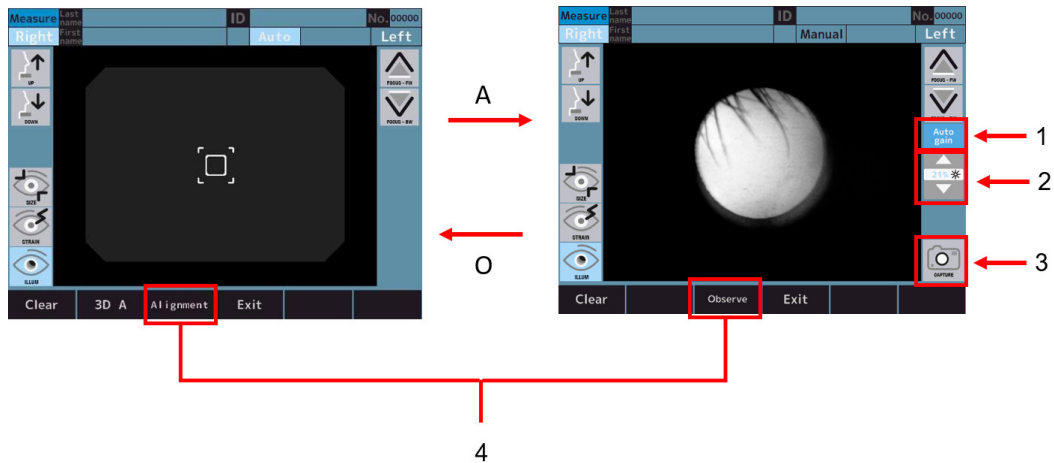 Measure Last name ID No. 00000
Right First name Auto Left
UP
DOWN
FOCUS - FW
FOCUS - BW
SIZE
STRAIN
ILLUM
Clear 3D A Alignment Exit
A
O
Measure Last name ID No. 00000
Right First name Manual Left
UP
DOWN
FOCUS - FW
Auto gain
21%
SIZE
STRAIN
ILLUM
CAPTURE
Clear Observe Exit
1
2
3
4